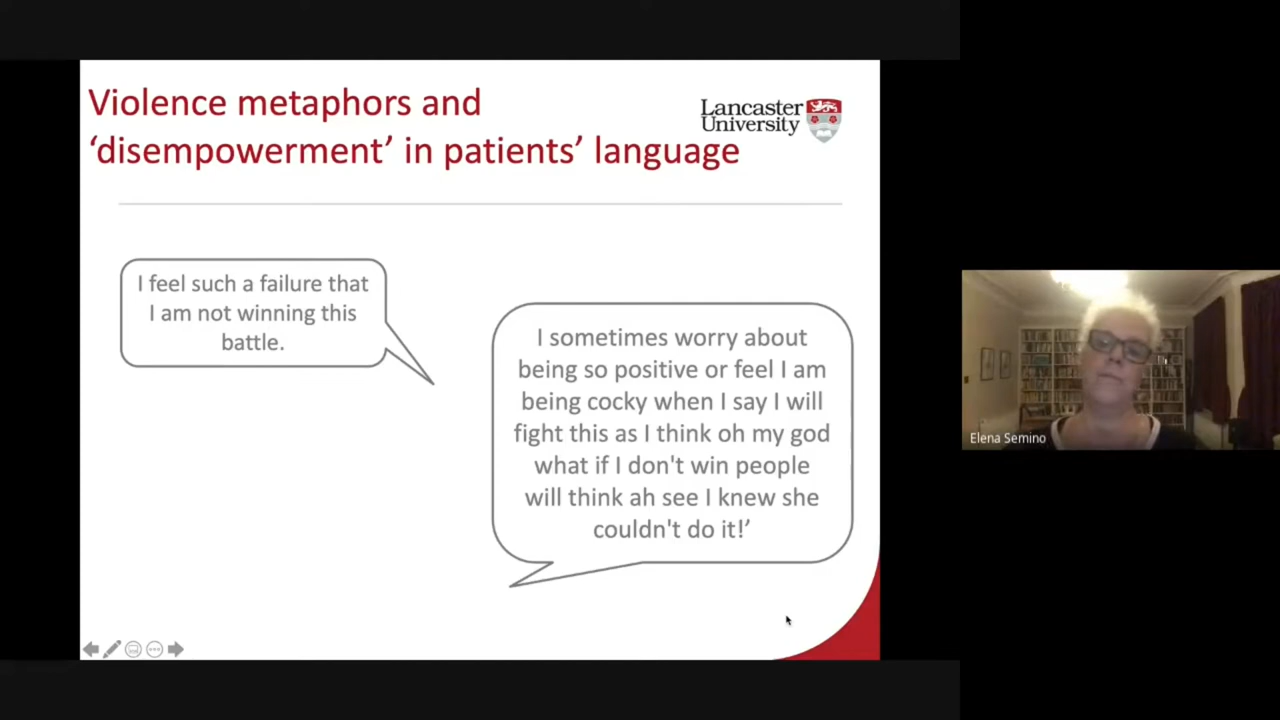 Violence metaphors and
‘disempowerment’ in patients’ language
Lancaster
University
I feel such a failure that
I am not winning this
battle.
I sometimes worry about
being so positive or feel I am
being cocky when I say I will
fight this as I think oh my god
what if I don't win people
will think ah see I knew she
couldn't do it!’
Elena Semino